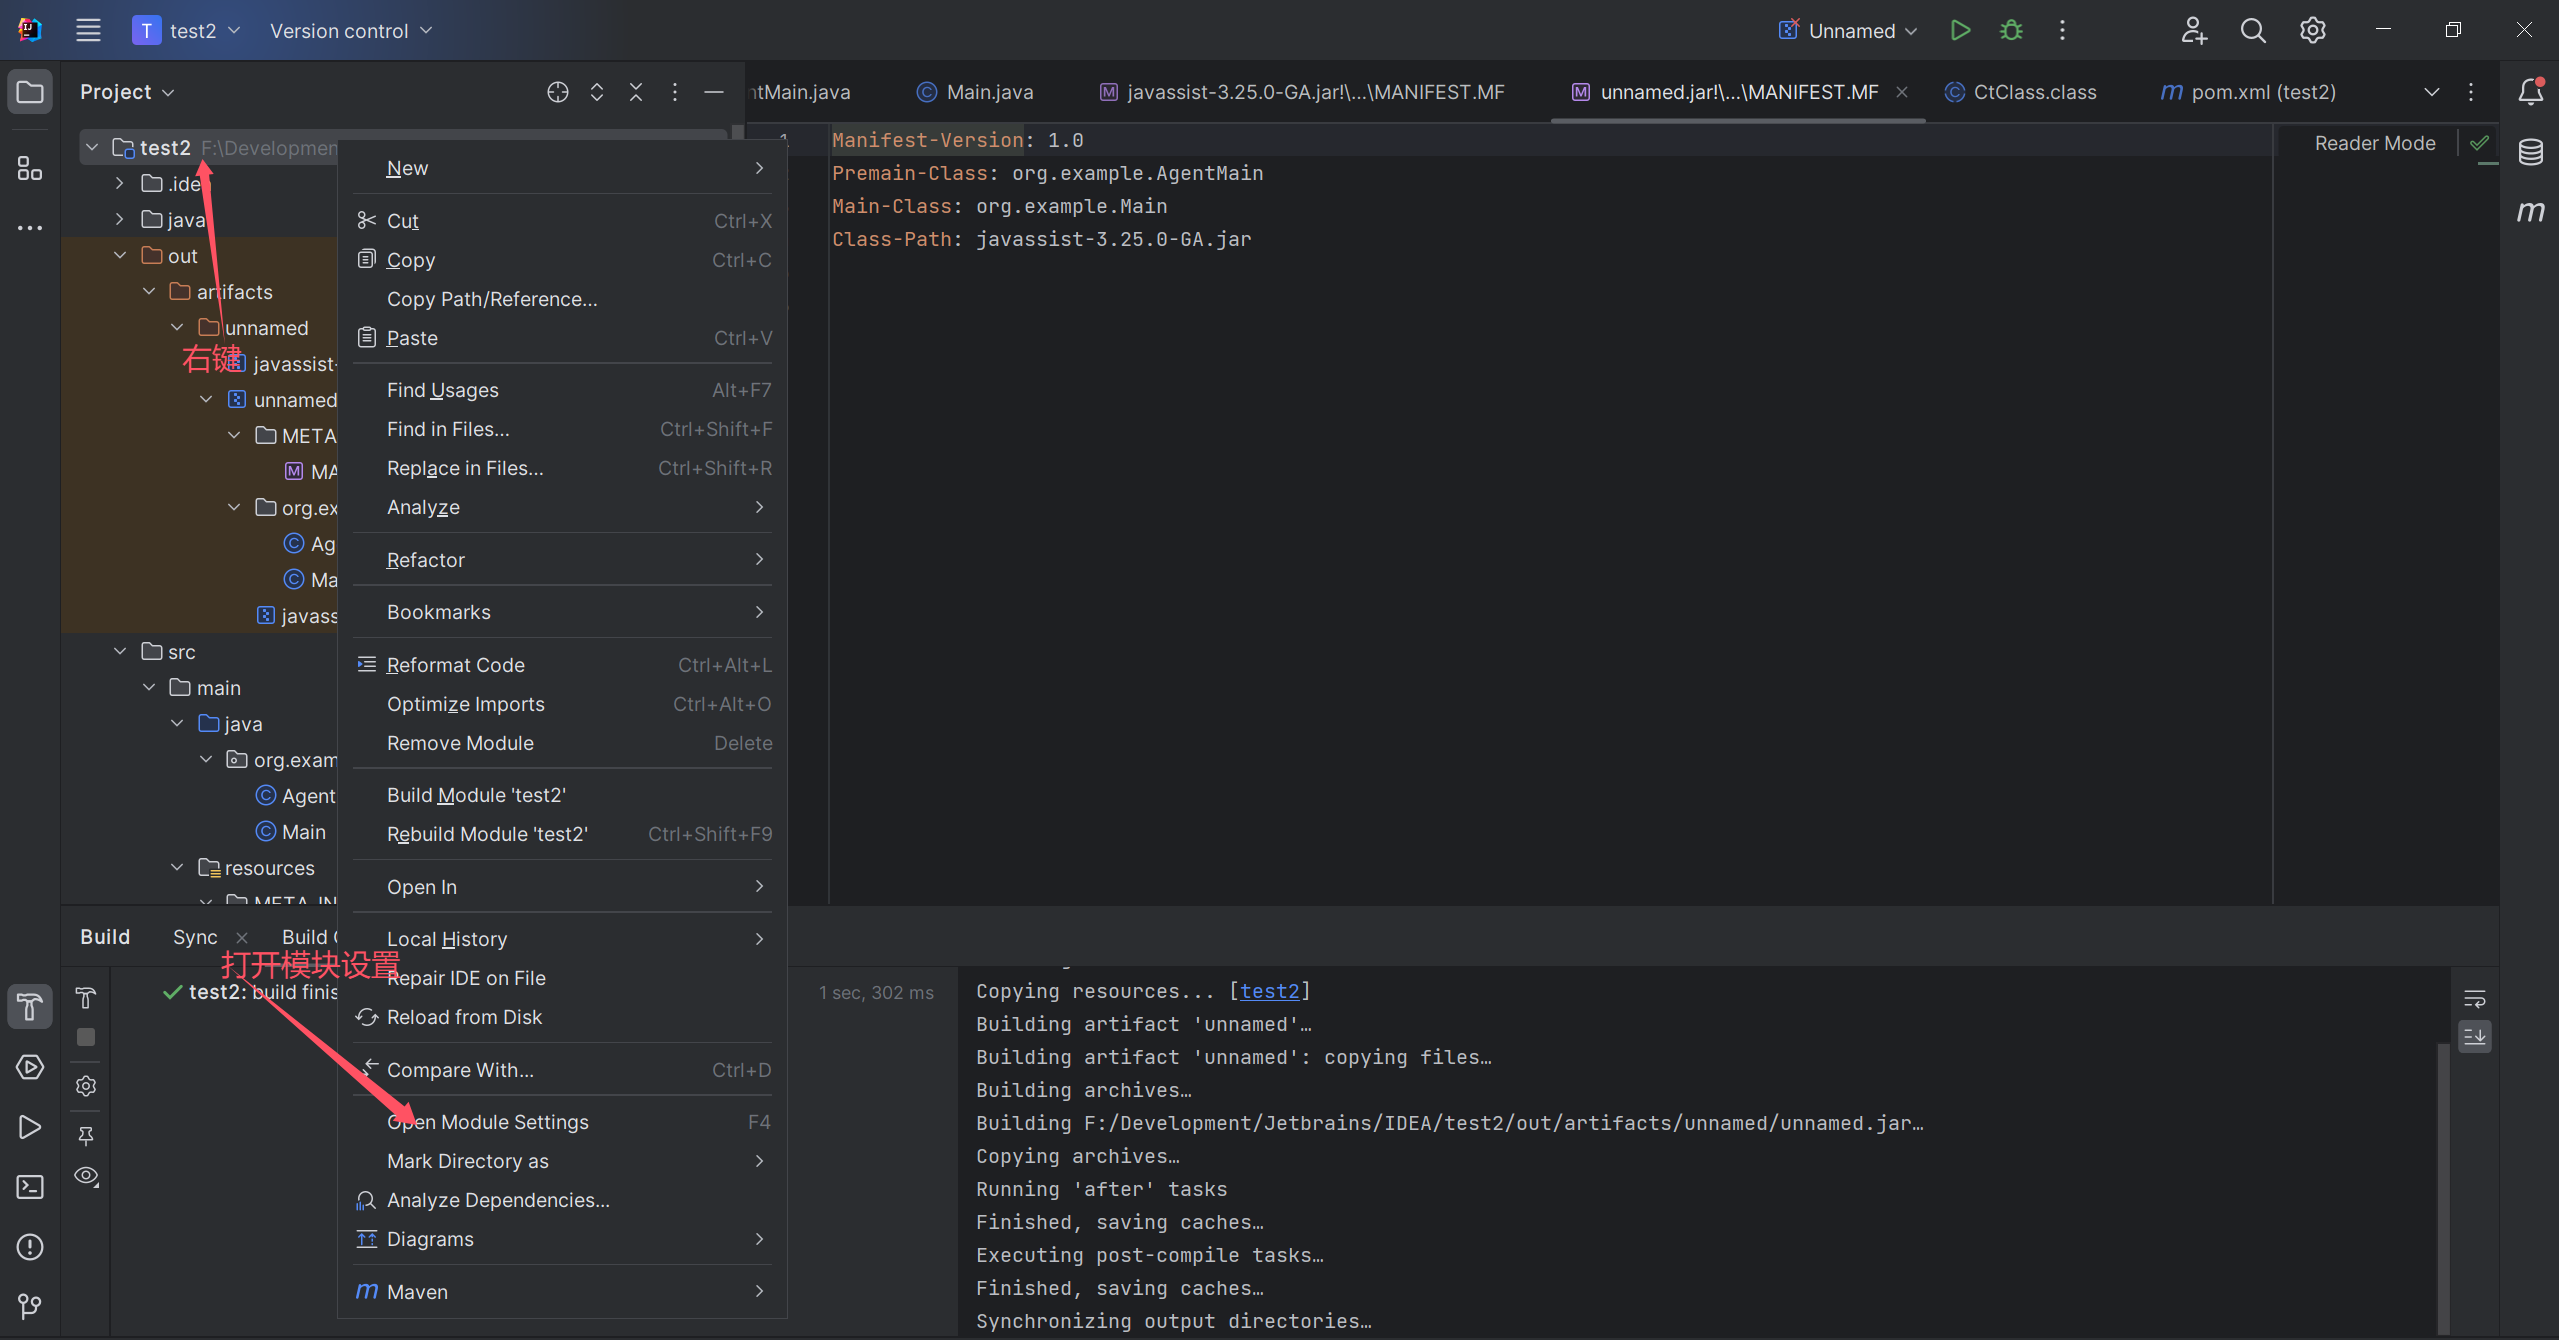 T test2 Version control Unnamed
Project
ntMain.java Main.java javassist-3.25.0-GA.jar!\...\MANIFEST.MF unnamed.jar!\...\MANIFEST.MF CtClass.class pom.xml (test2)
test2 F:\Developmen
.ide
java
out
artifacts
unnamed
右键
javassist-
unnamed
META
MA
org.ex
Ag
Ma
javass
src
main
java
org.exam
Agent
Main
resources
META-IN
New
Cut Ctrl+X
Copy Ctrl+C
Copy Path/Reference...
Paste Ctrl+V
Find Usages Alt+F7
Find in Files... Ctrl+Shift+F
Replace in Files... Ctrl+Shift+R
Analyze
Refactor
Bookmarks
Reformat Code Ctrl+Alt+L
Optimize Imports Ctrl+Alt+O
Remove Module Delete
Build Module 'test2'
Rebuild Module 'test2' Ctrl+Shift+F9
Open In
Local History
Repair IDE on File
Reload from Disk
Compare With... Ctrl+D
Open Module Settings F4
Mark Directory as
Analyze Dependencies...
Diagrams
Maven
1
Manifest-Version: 1.0
Premain-Class: org.example.AgentMain
Main-Class: org.example.Main
Class-Path: javassist-3.25.0-GA.jar
Reader Mode
Build Sync Build
打开模块设置
test2: build finis
1 sec, 302 ms
Copying resources... [test2]
Building artifact 'unnamed'…
Building artifact 'unnamed': copying files…
Building archives…
Building F:/Development/Jetbrains/IDEA/test2/out/artifacts/unnamed/unnamed.jar…
Copying archives…
Running 'after' tasks
Finished, saving caches…
Executing post-compile tasks…
Finished, saving caches…
Synchronizing output directories…